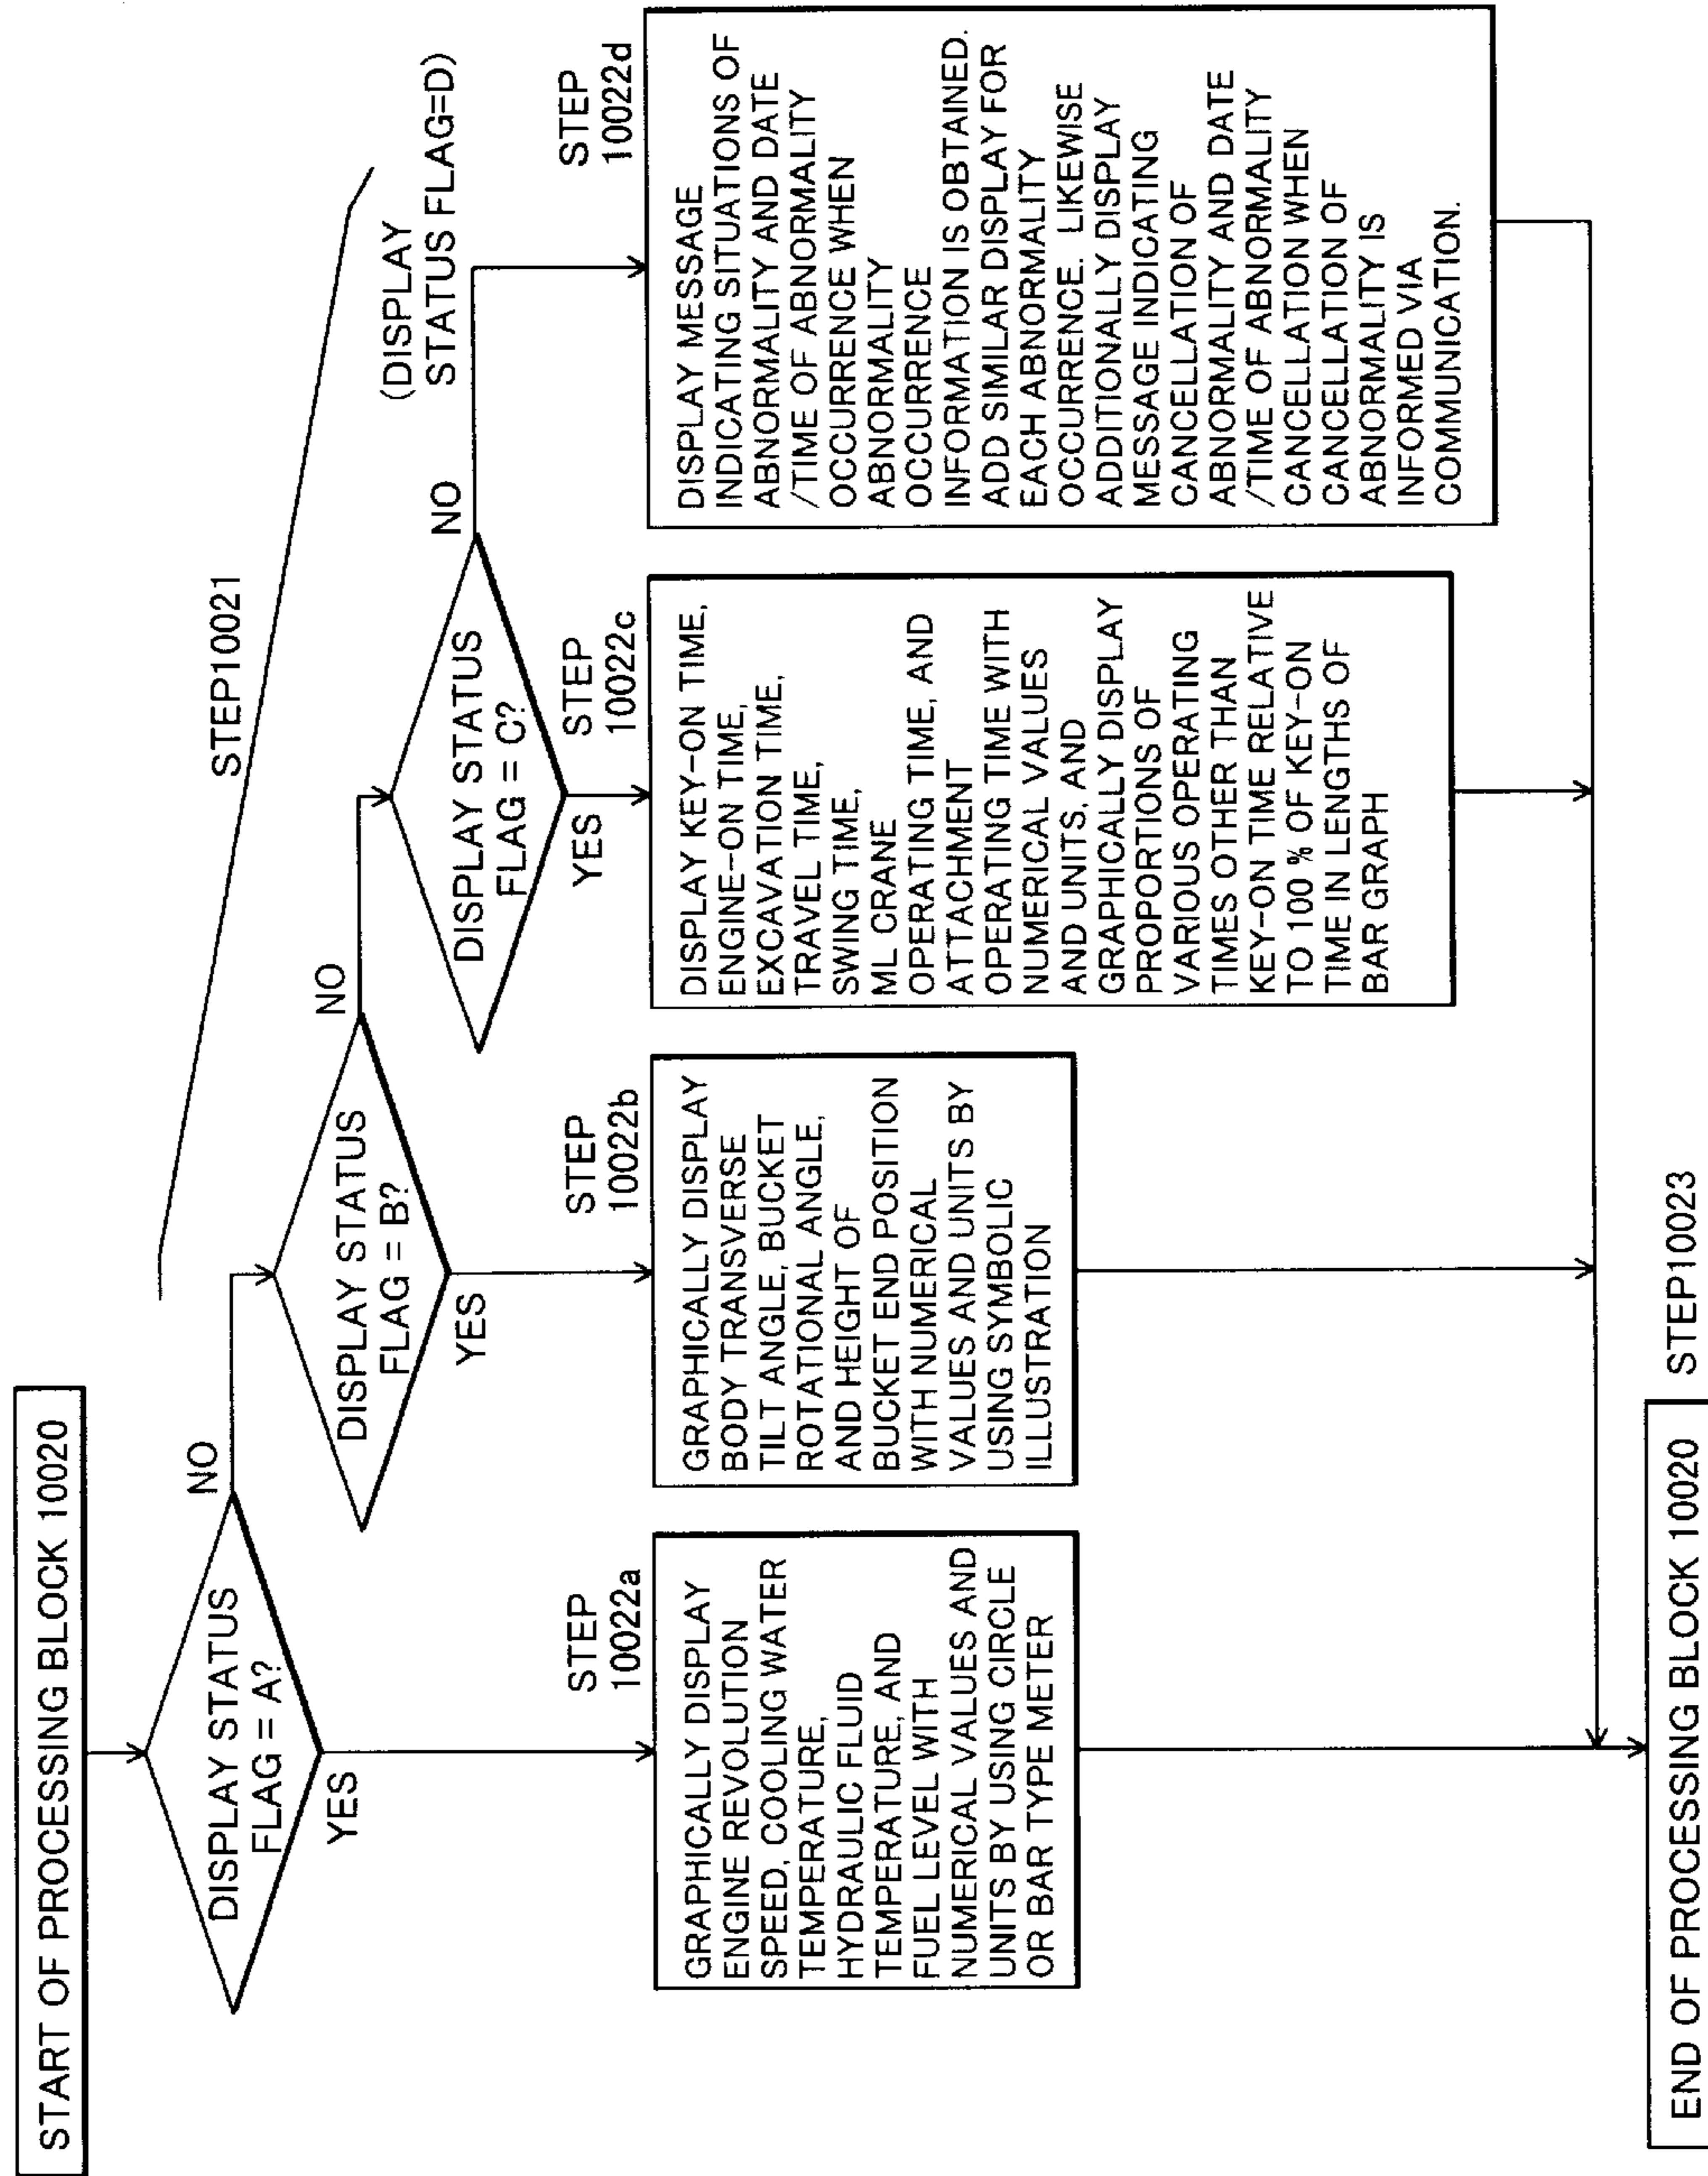 START OF PROCESSING BLOCK 10020
STEP10021
DISPLAY STATUS
FLAG = A?
NO
YES
DISPLAY STATUS
FLAG = B?
NO
YES
DISPLAY STATUS
FLAG = C?
NO
YES
(DISPLAY
STATUS FLAG=D)
STEP
10022a
GRAPHICALLY DISPLAY
ENGINE REVOLUTION
SPEED, COOLING WATER
TEMPERATURE,
HYDRAULIC FLUID
TEMPERATURE, AND
FUEL LEVEL WITH
NUMERICAL VALUES AND
UNITS BY USING CIRCLE
OR BAR TYPE METER
STEP
10022b
GRAPHICALLY DISPLAY
BODY TRANSVERSE
TILT ANGLE, BUCKET
ROTATIONAL ANGLE,
AND HEIGHT OF
BUCKET END POSITION
WITH NUMERICAL
VALUES AND UNITS BY
USING SYMBOLIC
ILLUSTRATION
STEP
10022c
DISPLAY KEY-ON TIME,
ENGINE-ON TIME,
EXCAVATION TIME,
TRAVEL TIME,
SWING TIME,
ML CRANE
OPERATING TIME, AND
ATTACHMENT
OPERATING TIME WITH
NUMERICAL VALUES
AND UNITS, AND
GRAPHICALLY DISPLAY
PROPORTIONS OF
VARIOUS OPERATING
TIMES OTHER THAN
KEY-ON TIME RELATIVE
TO 100 % OF KEY-ON
TIME IN LENGTHS OF
BAR GRAPH
STEP
10022d
DISPLAY MESSAGE
INDICATING SITUATIONS OF
ABNORMALITY AND DATE
/TIME OF ABNORMALITY
OCCURRENCE WHEN
ABNORMALITY
OCCURRENCE
INFORMATION IS OBTAINED.
ADD SIMILAR DISPLAY FOR
EACH ABNORMALITY
OCCURRENCE. LIKEWISE
ADDITIONALLY DISPLAY
MESSAGE INDICATING
CANCELLATION OF
ABNORMALITY AND DATE
/TIME OF ABNORMALITY
CANCELLATION WHEN
CANCELLATION OF
ABNORMALITY IS
INFORMED VIA
COMMUNICATION.
END OF PROCESSING BLOCK 10020
STEP10023